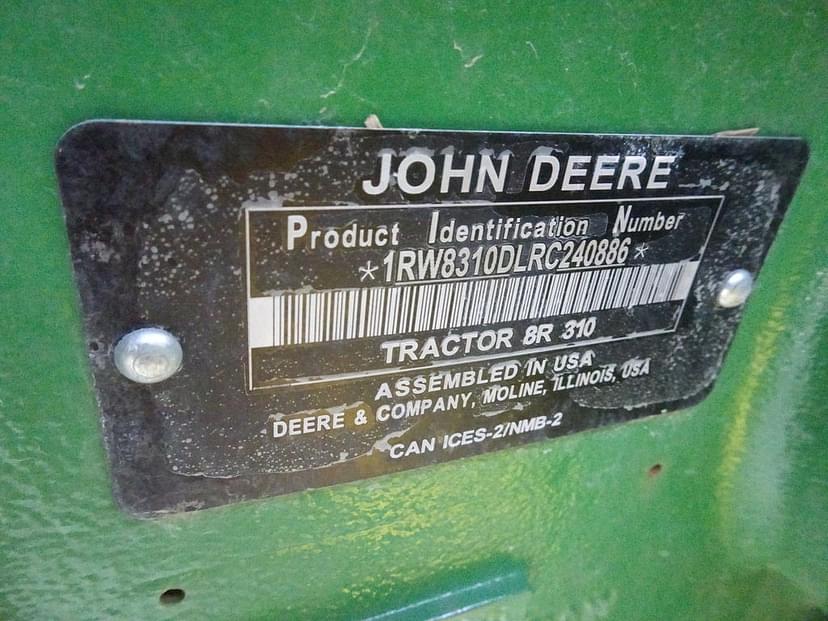 JOHN DEERE
Product Identification Number
*1RW8310DLRC240886*
TRACTOR 8R 310
ASSEMBLED IN USA
DEERE & COMPANY, MOLINE, ILLINOIS, USA
CAN ICES-2/NMB-2